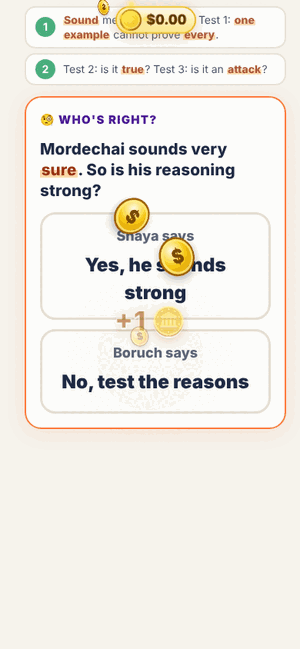 $0.00
1 Sound Test 1: one
example cannot prove every.
2 Test 2: is it true? Test 3: is it an attack?
WHO'S RIGHT?
Mordechai sounds very
sure. So is his reasoning
strong?
Shaya says
Yes, he sounds
strong
+1
Boruch says
No, test the reasons